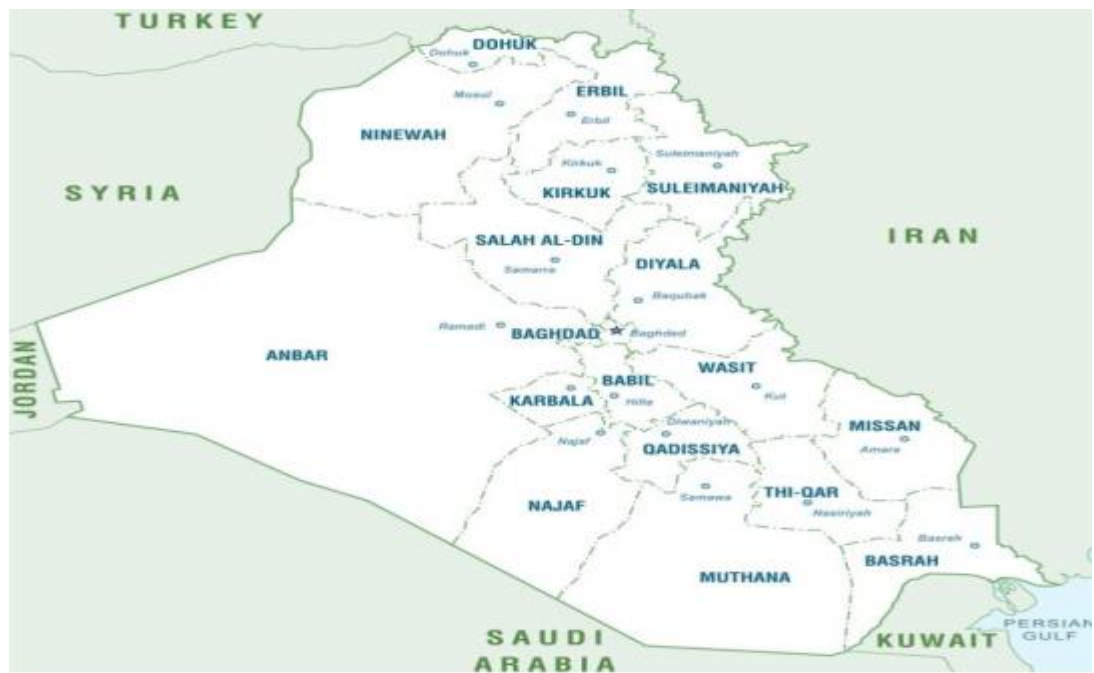 TURKEY
DOHUK
Dohuk
ERBIL
Mosul
Erbil
NINEWAH
Suleimaniyah
Kirkuk
SYRIA
KIRKUK
SULEIMANIYAH
IRAN
SALAH AL-DIN
DIYALA
Samarra
Baqubah
Ramadi
BAGHDAD
Baghdad
ANBAR
JORDAN
WASIT
BABIL
KARBALA
Hilla
Kut
Diwaniyah
MISSAN
Najaf
QADISSIYA
Amara
Samawa
THI-QAR
NAJAF
Nasiriyah
Basrah
BASRAH
MUTHANA
PERSIAN
GULF
SAUDI
ARABIA
KUWAIT